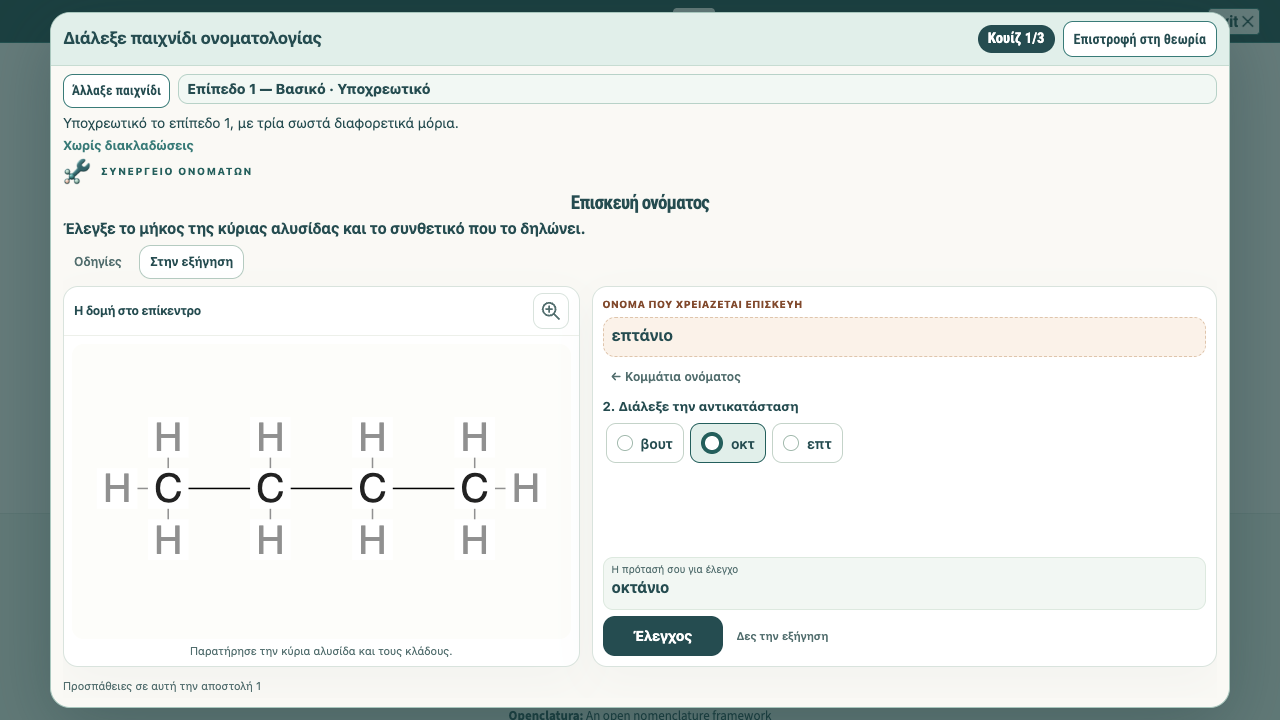 Διάλεξε παιχνίδι ονοματολογίας
Κουίζ 1/3
Επιστροφή στη θεωρία
Άλλαξε παιχνίδι
Επίπεδο 1 — Βασικό · Υποχρεωτικό
Υποχρεωτικό το επίπεδο 1, με τρία σωστά διαφορετικά μόρια.
Χωρίς διακλαδώσεις
ΣΥΝΕΡΓΕΙΟ ΟΝΟΜΑΤΩΝ
Επισκευή ονόματος
Έλεγξε το μήκος της κύριας αλυσίδας και το συνθετικό που το δηλώνει.
Οδηγίες
Στην εξήγηση
Η δομή στο επίκεντρο
H H H H
H C C C C H
H H H H
Παρατήρησε την κύρια αλυσίδα και τους κλάδους.
ΟΝΟΜΑ ΠΟΥ ΧΡΕΙΑΖΕΤΑΙ ΕΠΙΣΚΕΥΗ
επτάνιο
← Κομμάτια ονόματος
2. Διάλεξε την αντικατάσταση
βουτ
οκτ
επτ
Η πρότασή σου για έλεγχο
οκτάνιο
Έλεγχος
Δες την εξήγηση
Προσπάθειες σε αυτή την αποστολή 1
Openclatura: An open nomenclature framework